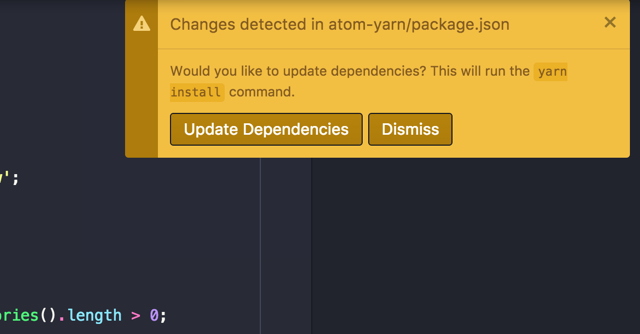 Changes detected in atom-yarn/package.json
Would you like to update dependencies? This will run the yarn
install command.
Update Dependencies Dismiss
';
ories().length > 0;